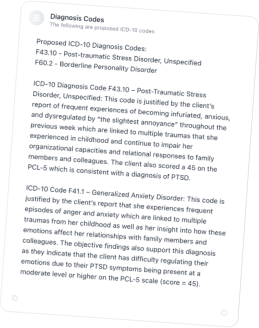 Diagnosis Codes
The following are proposed ICD-10 codes
Proposed ICD-10 Diagnosis Codes:
F43.10 - Post-Traumatic Stress Disorder, Unspecified
F60.2 - Borderline Personality Disorder
ICD-10 Diagnosis Code F43.10 – Post-Traumatic Stress
Disorder, Unspecified: This code is justified by the client's
report of frequent experiences of becoming infuriated, anxious,
and dysregulated by "the slightest annoyance" throughout the
previous week which are linked to multiple traumas that she
experienced in childhood and continue to impair her
organizational capacities and relational responses to family
members and colleagues. The client also scored a 45 on the
PCL-5 which is consistent with a diagnosis of PTSD.
ICD-10 Code F41.1 – Generalized Anxiety Disorder: This code is
justified by the client's report that she experiences frequent
episodes of anger and anxiety which are linked to multiple
traumas from her childhood as well as her insight into how these
emotions affect her relationships with family members and
colleagues. The objective findings also support this diagnosis
as they indicate that the client has difficulty regulating their
emotions due to their PTSD symptoms being present at a
moderate level or higher on the PCL-5 scale (score = 45).